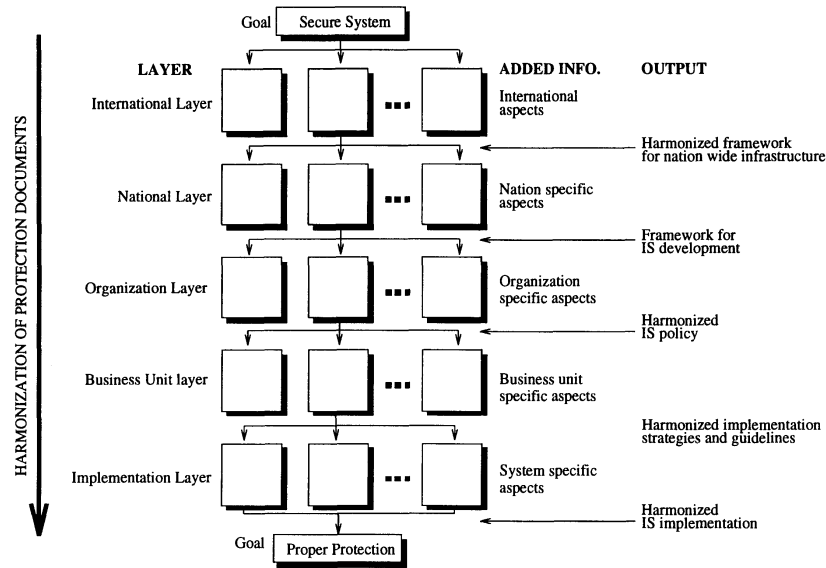 Goal Secure System
LAYER ADDED INFO. OUTPUT
International Layer International
aspects
Harmonized framework
for nation wide infrastructure
National Layer Nation specific
aspects
Framework for
IS development
Organization Layer Organization
specific aspects
Harmonized
IS policy
Business Unit layer Business unit
specific aspects
Harmonized implementation
strategies and guidelines
Implementation Layer System specific
aspects
Harmonized
IS implementation
Goal Proper Protection
HARMONIZATION OF PROTECTION DOCUMENTS